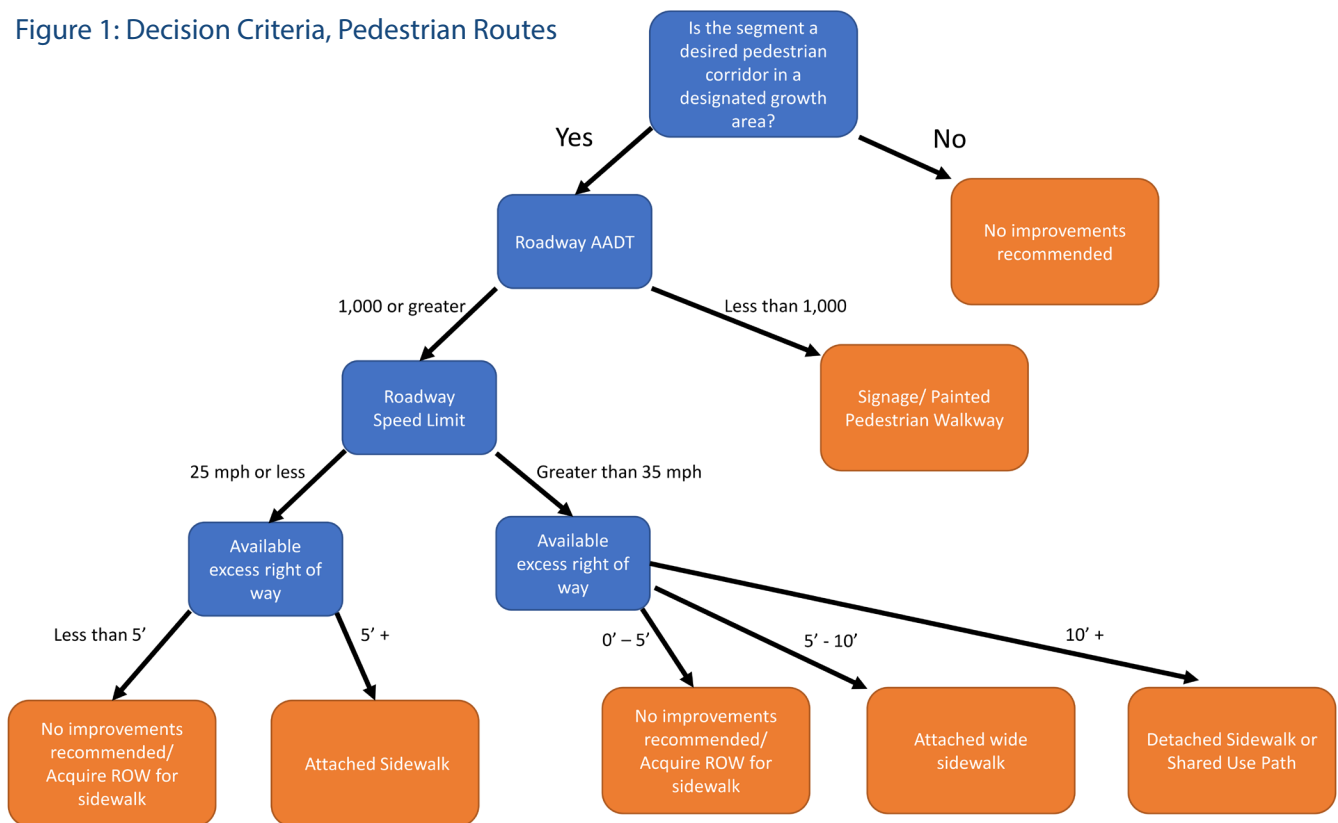 Figure 1: Decision Criteria, Pedestrian Routes
Is the segment a
desired pedestrian
corridor in a
designated growth
area?
Yes
No
Roadway AADT
No improvements
recommended
1,000 or greater
Less than 1,000
Roadway
Speed Limit
Signage/ Painted
Pedestrian Walkway
25 mph or less
Greater than 35 mph
Available
excess right of
way
Available
excess right of
way
Less than 5’
5’ +
0’ – 5’
5’ - 10’
10’ +
No improvements
recommended/
Acquire ROW for
sidewalk
Attached Sidewalk
No improvements
recommended/
Acquire ROW for
sidewalk
Attached wide
sidewalk
Detached Sidewalk or
Shared Use Path